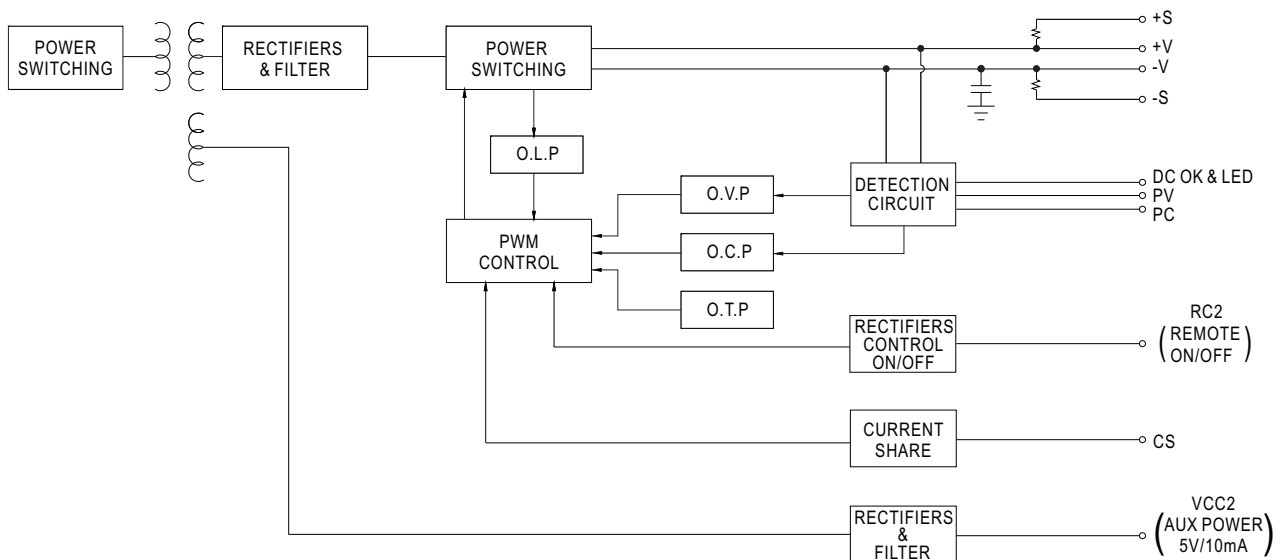 POWER
SWITCHING
RECTIFIERS
& FILTER
POWER
SWITCHING
+S
+V
-V
-S
O.L.P
PWM
CONTROL
O.V.P
O.C.P
O.T.P
DETECTION
CIRCUIT
DC OK & LED
PV
PC
RECTIFIERS
CONTROL
ON/OFF
RC2
(REMOTE
ON/OFF)
CURRENT
SHARE
CS
RECTIFIERS
&
FILTER
VCC2
(AUX POWER
5V/10mA)